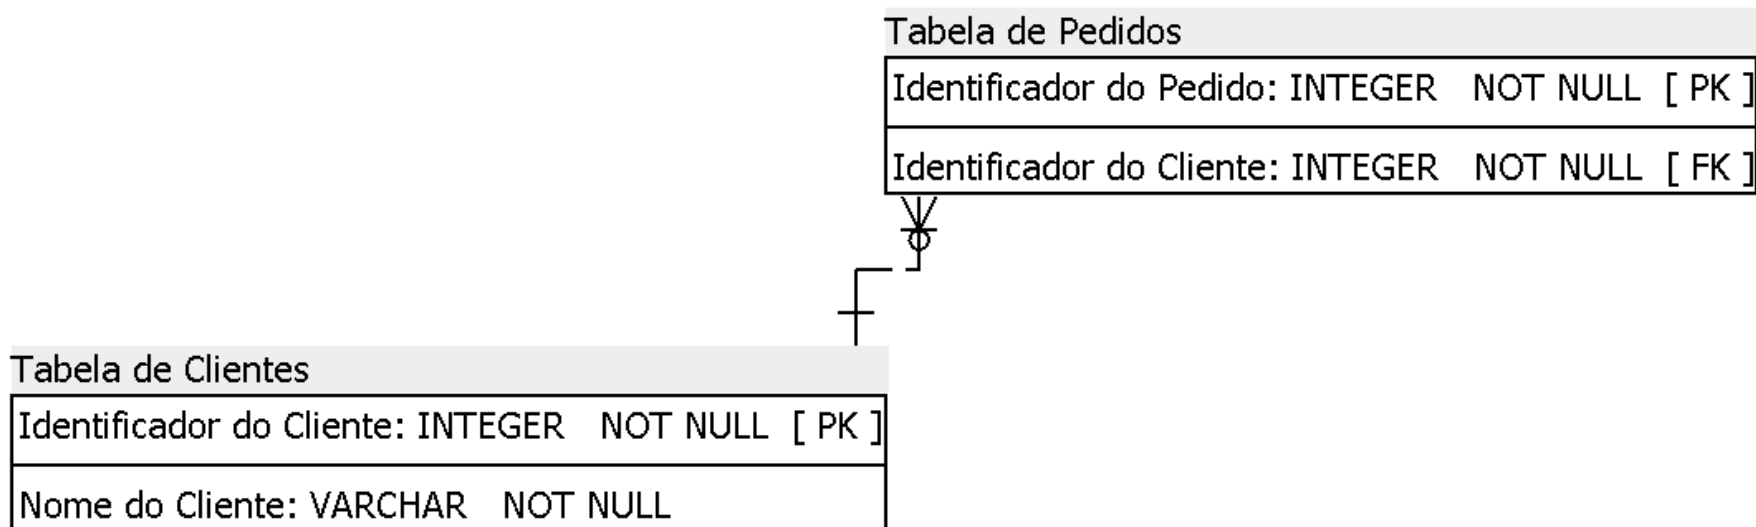 Tabela de Pedidos
Identificador do Pedido: INTEGER NOT NULL [ PK ]
Identificador do Cliente: INTEGER NOT NULL [ FK ]
Tabela de Clientes
Identificador do Cliente: INTEGER NOT NULL [ PK ]
Nome do Cliente: VARCHAR NOT NULL